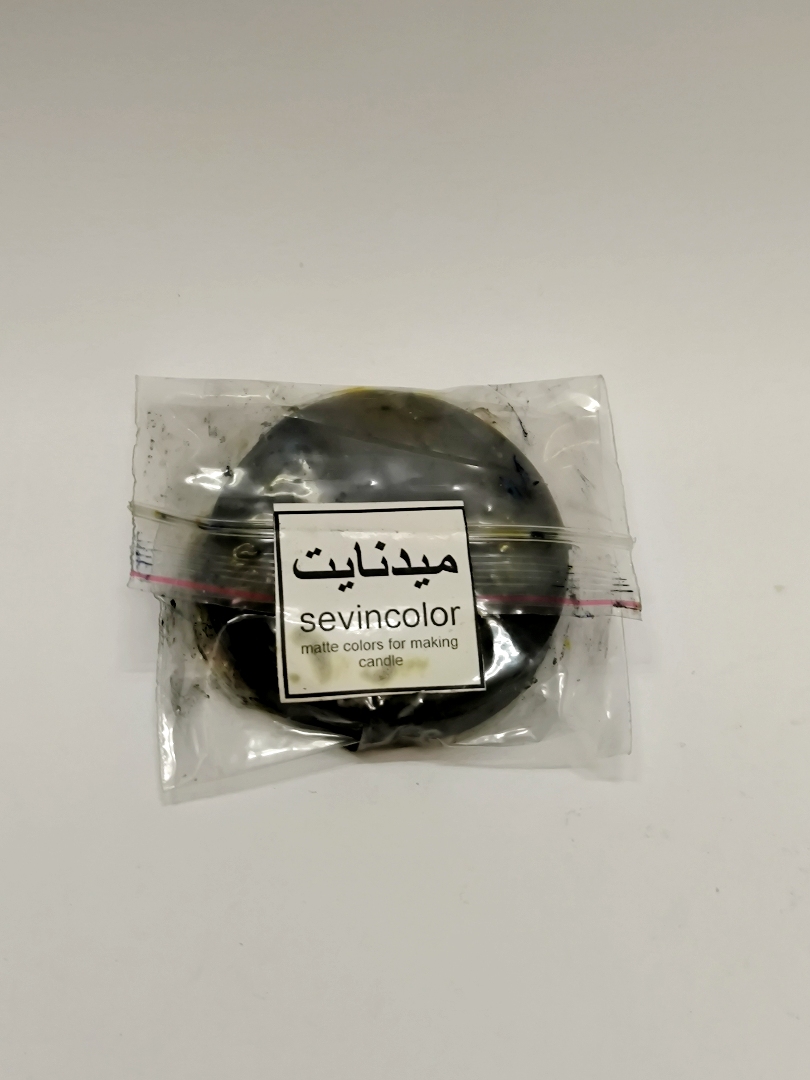 میدنایت
sevincolor
matte colors for making
candle